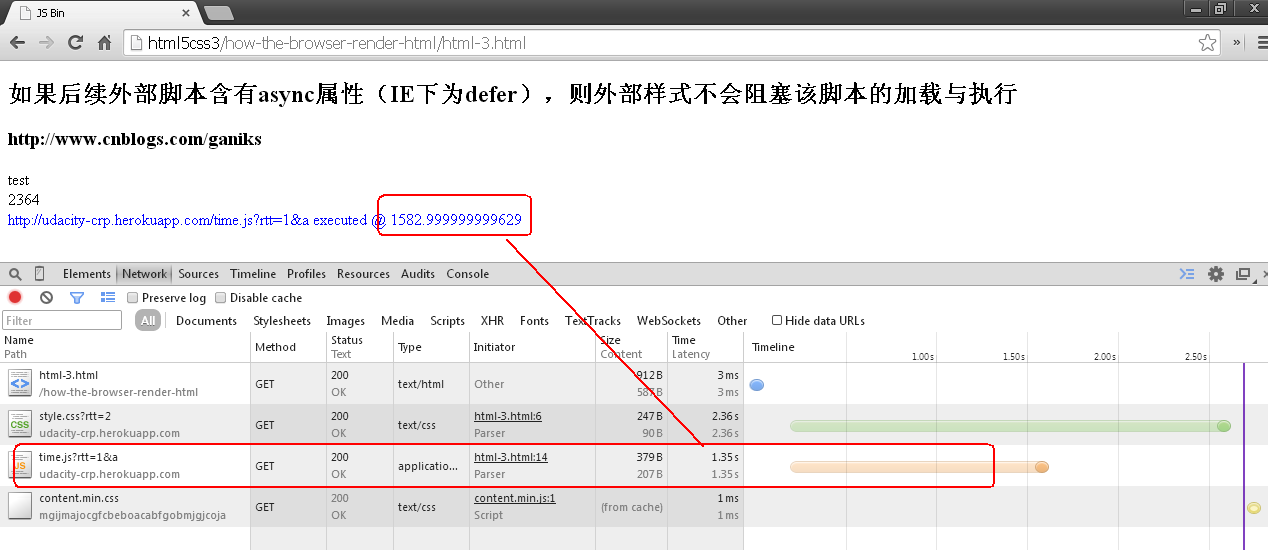 JS Bin
html5css3/how-the-browser-render-html/html-3.html
如果后续外部脚本含有async属性（IE下为defer），则外部样式不会阻塞该脚本的加载与执行
http://www.cnblogs.com/ganiks
test
2364
http://udacity-crp.herokuapp.com/time.js?rtt=1&a executed @ 1582.999999999629
Elements Network Sources Timeline Profiles Resources Audits Console
Preserve log Disable cache
Filter All Documents Stylesheets Images Media Scripts XHR Fonts TextTracks WebSockets Other Hide data URLs
Name Method Status Type Initiator Size Time Timeline
Path Text Content Latency 1.00s 1.50s 2.00s 2.50s
html-3.html GET 200 text/html Other 912 B 3 ms
/how-the-browser-render-html OK 587 B 3 ms
style.css?rtt=2 GET 200 text/css html-3.html:6 247 B 2.36 s
udacity-crp.herokuapp.com OK Parser 90 B 2.36 s
time.js?rtt=1&a GET 200 applicatio... html-3.html:14 379 B 1.35 s
udacity-crp.herokuapp.com OK Parser 207 B 1.35 s
content.min.css GET 200 text/css content.min.js:1 (from cache) 1 ms
mgijmajocgfcbeboacabfgobmjgjcoja OK Script 1 ms